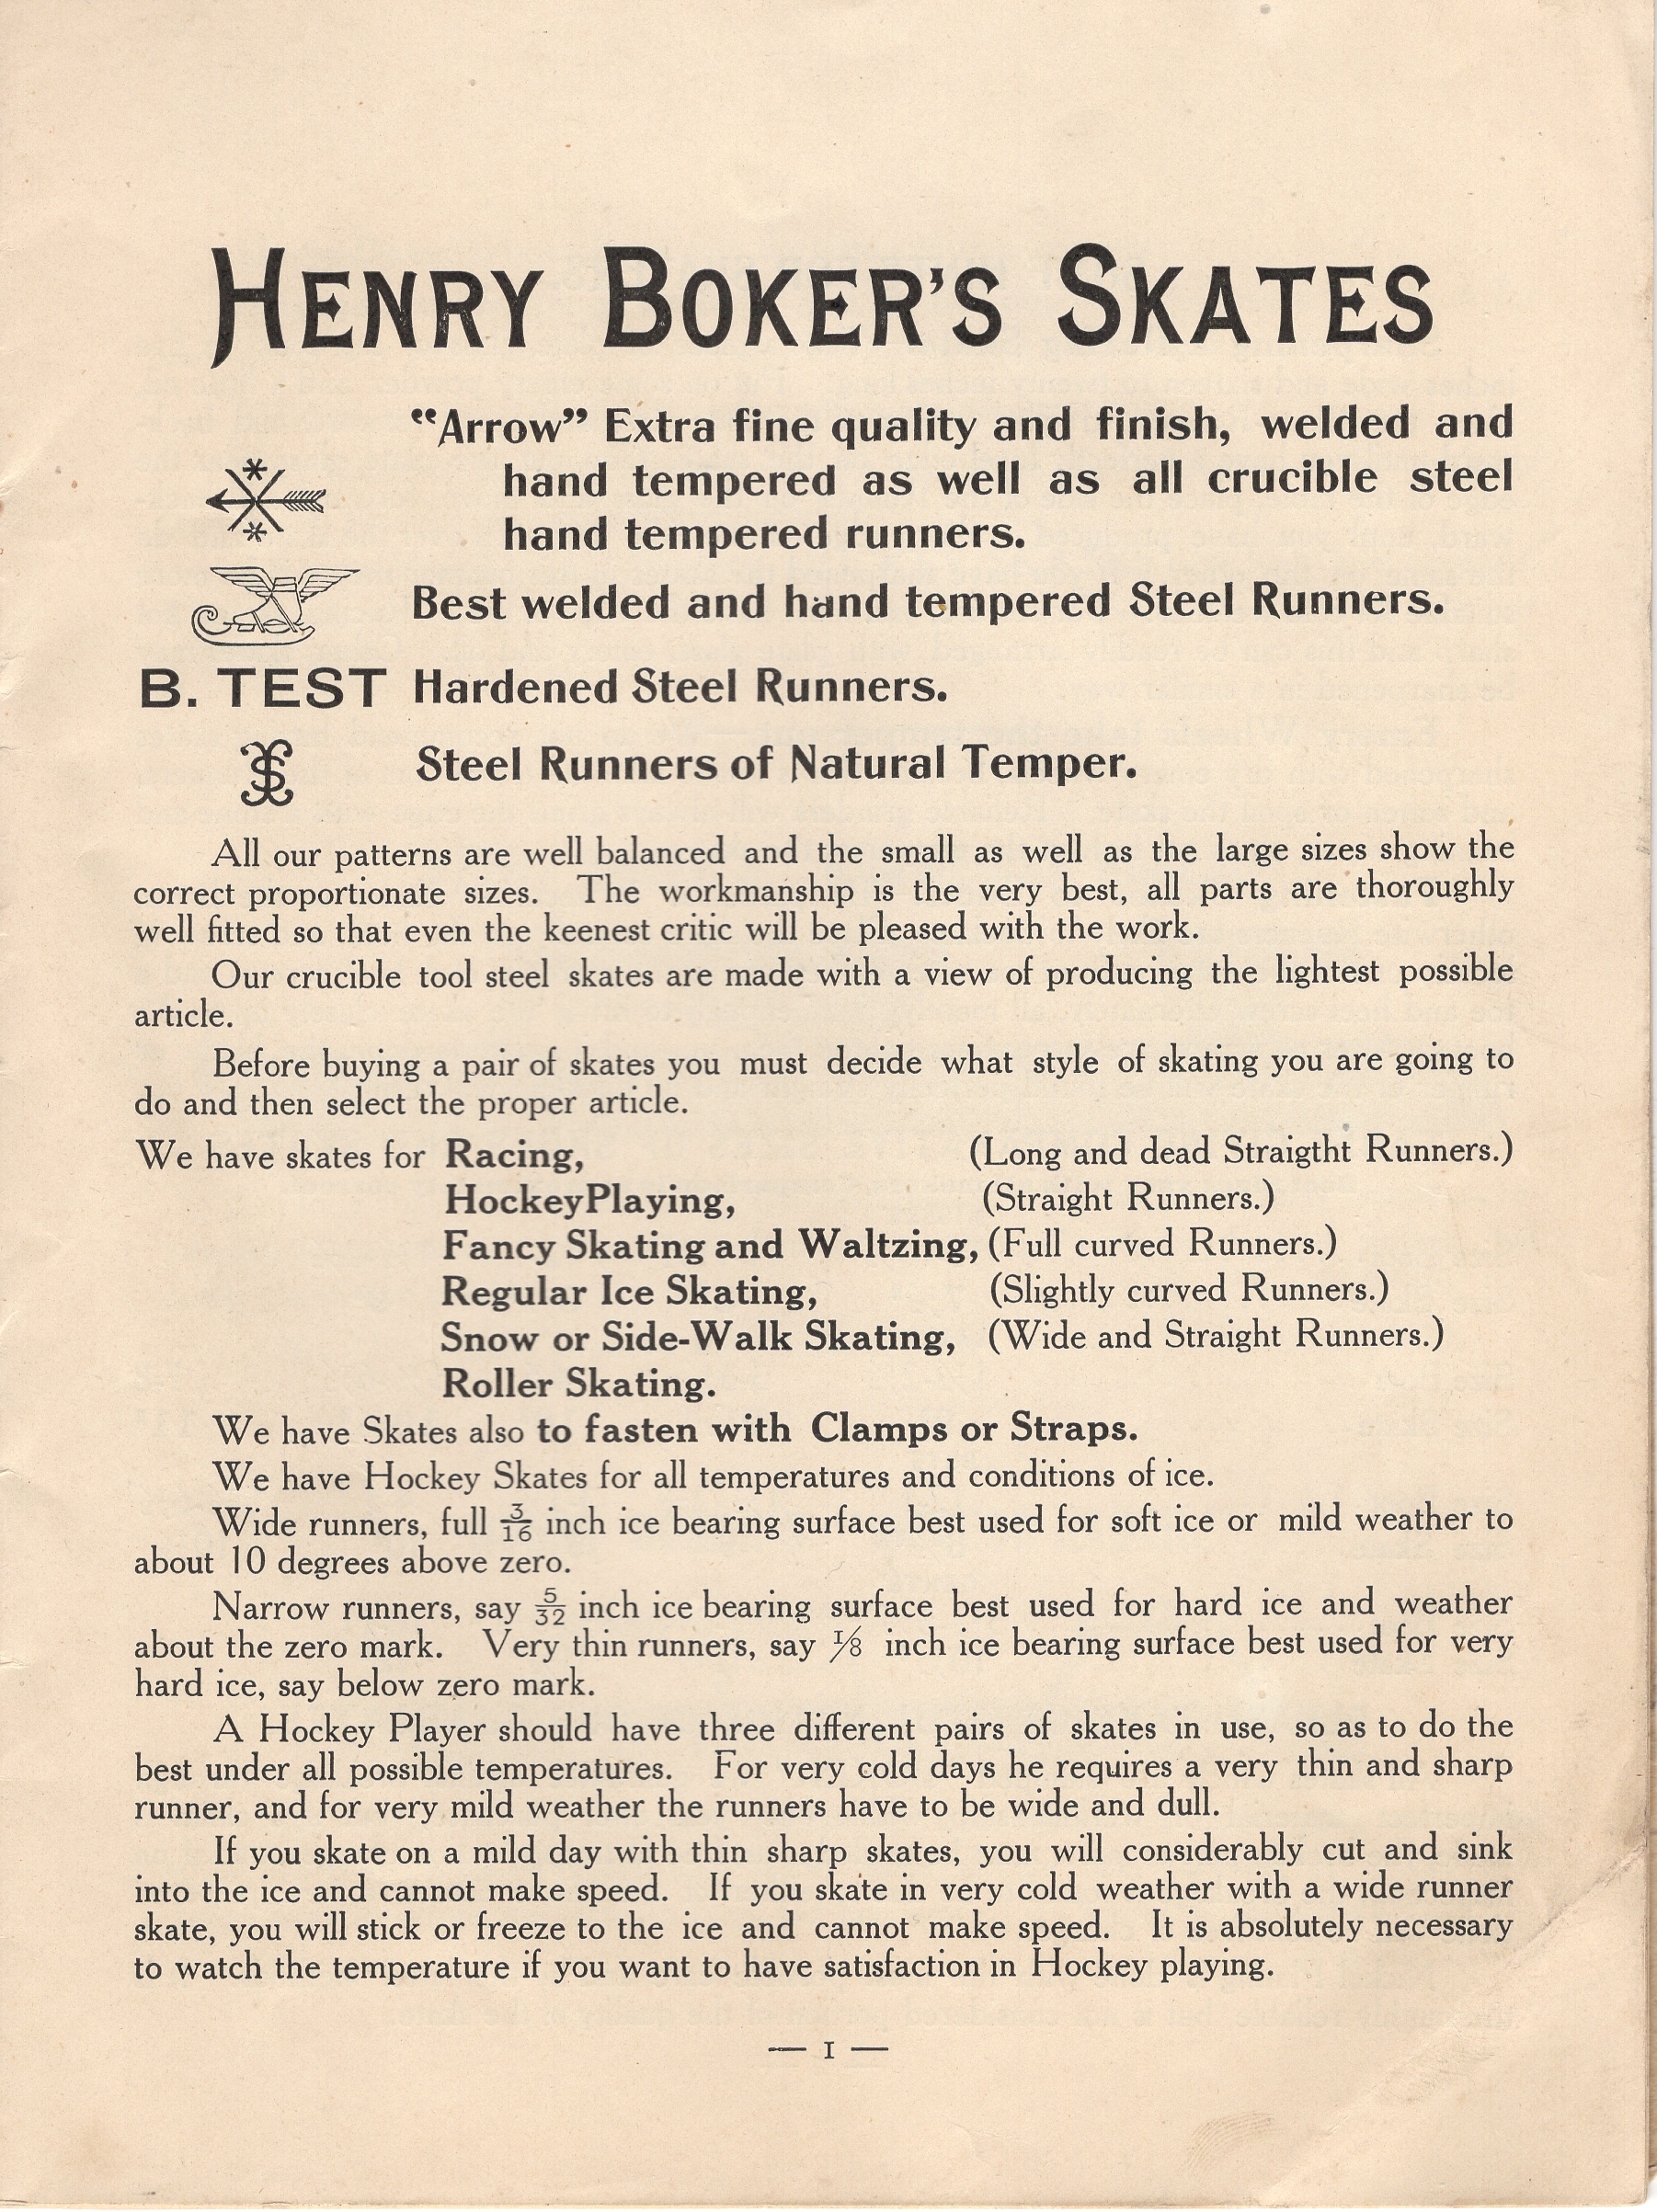 HENRY BOKER'S SKATES
“Arrow” Extra fine quality and finish, welded and
hand tempered as well as all crucible steel
hand tempered runners.
Best welded and hand tempered Steel Runners.
B. TEST Hardened Steel Runners.
Steel Runners of Natural Temper.
All our patterns are well balanced and the small as well as the large sizes show the
correct proportionate sizes. The workmanship is the very best, all parts are thoroughly
well fitted so that even the keenest critic will be pleased with the work.
Our crucible tool steel skates are made with a view of producing the lightest possible
article.
Before buying a pair of skates you must decide what style of skating you are going to
do and then select the proper article.
We have skates for Racing, (Long and dead Straigtht Runners.)
HockeyPlaying, (Straight Runners.)
Fancy Skating and Waltzing, (Full curved Runners.)
Regular Ice Skating, (Slightly curved Runners.)
Snow or Side-Walk Skating, (Wide and Straight Runners.)
Roller Skating.
We have Skates also to fasten with Clamps or Straps.
We have Hockey Skates for all temperatures and conditions of ice.
Wide runners, full 3/16 inch ice bearing surface best used for soft ice or mild weather to
about 10 degrees above zero.
Narrow runners, say 5/32 inch ice bearing surface best used for hard ice and weather
about the zero mark. Very thin runners, say 1/8 inch ice bearing surface best used for very
hard ice, say below zero mark.
A Hockey Player should have three different pairs of skates in use, so as to do the
best under all possible temperatures. For very cold days he requires a very thin and sharp
runner, and for very mild weather the runners have to be wide and dull.
If you skate on a mild day with thin sharp skates, you will considerably cut and sink
into the ice and cannot make speed. If you skate in very cold weather with a wide runner
skate, you will stick or freeze to the ice and cannot make speed. It is absolutely necessary
to watch the temperature if you want to have satisfaction in Hockey playing.
— 1 —